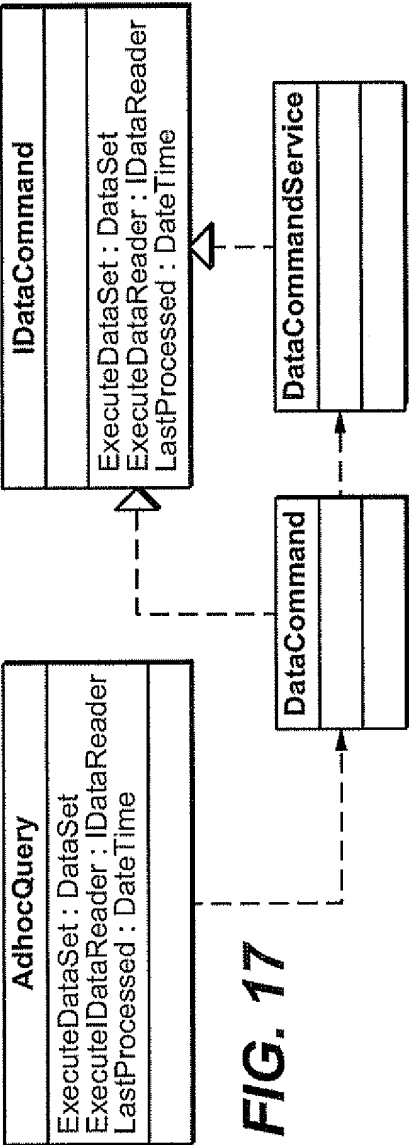 AdhocQuery
ExecuteDataSet : DataSet
ExecuteIDataReader : IDataReader
LastProcessed : DateTime
IDataCommand
ExecuteDataSet : DataSet
ExecuteDataReader : IDataReader
LastProcessed : DateTime
DataCommand
DataCommandService
FIG. 17